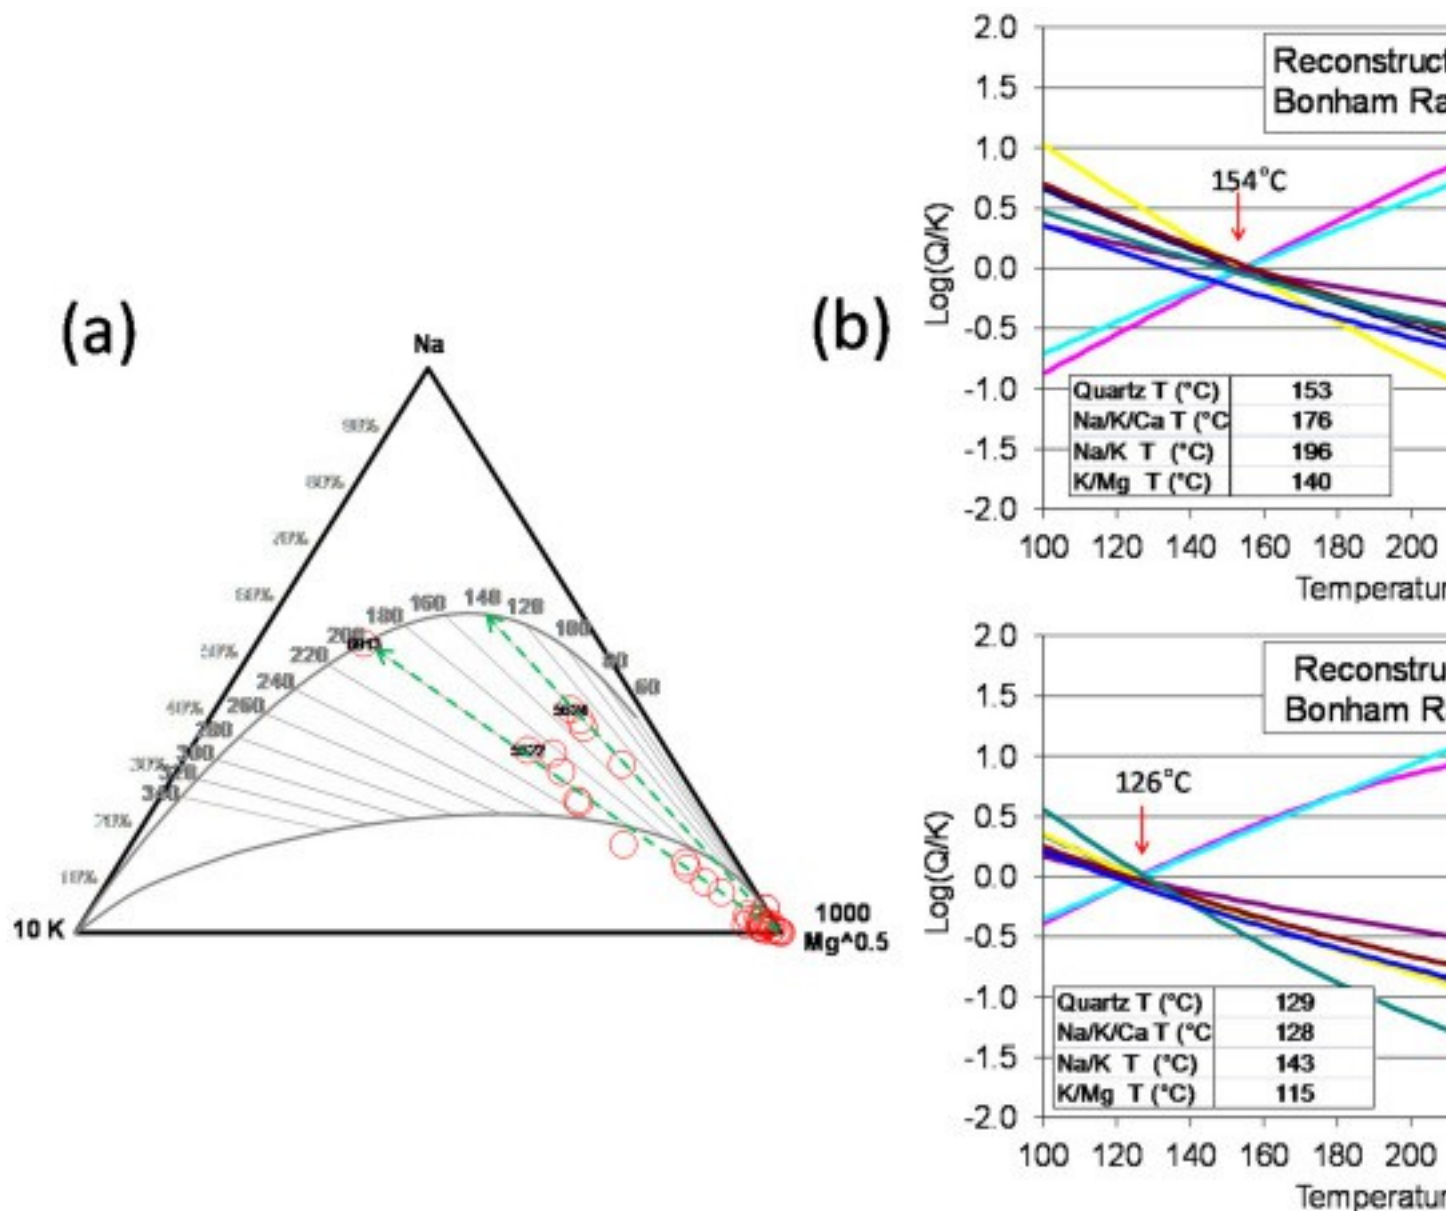 (a)
Na
90%
80%
70%
60%
50%
40%
30%
20%
10%
60
80
100
120
140
160
180
200
220
240
260
280
300
320
340
10 K
1000
Mg^0.5
(b)
Reconstruct
Bonham Ra
154°C
Log(Q/K)
2.0
1.5
1.0
0.5
0.0
-0.5
-1.0
-1.5
-2.0
Quartz T (°C) 153
Na/K/Ca T (°C 176
Na/K T (°C) 196
K/Mg T (°C) 140
100 120 140 160 180 200
Temperatur
Reconstru
Bonham R
126°C
Log(Q/K)
2.0
1.5
1.0
0.5
0.0
-0.5
-1.0
-1.5
-2.0
Quartz T (°C) 129
Na/K/Ca T (°C 128
Na/K T (°C) 143
K/Mg T (°C) 115
100 120 140 160 180 200
Temperatur